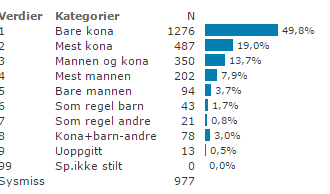 Verdier Kategorier N
1 Bare kona 1276 49,8%
2 Mest kona 487 19,0%
3 Mannen og kona 350 13,7%
4 Mest mannen 202 7,9%
5 Bare mannen 94 3,7%
6 Som regel barn 43 1,7%
7 Som regel andre 21 0,8%
8 Kona+barn-andre 78 3,0%
9 Uoppgitt 13 0,5%
99 Sp.ikke stilt 0 0,0%
Sysmiss 977